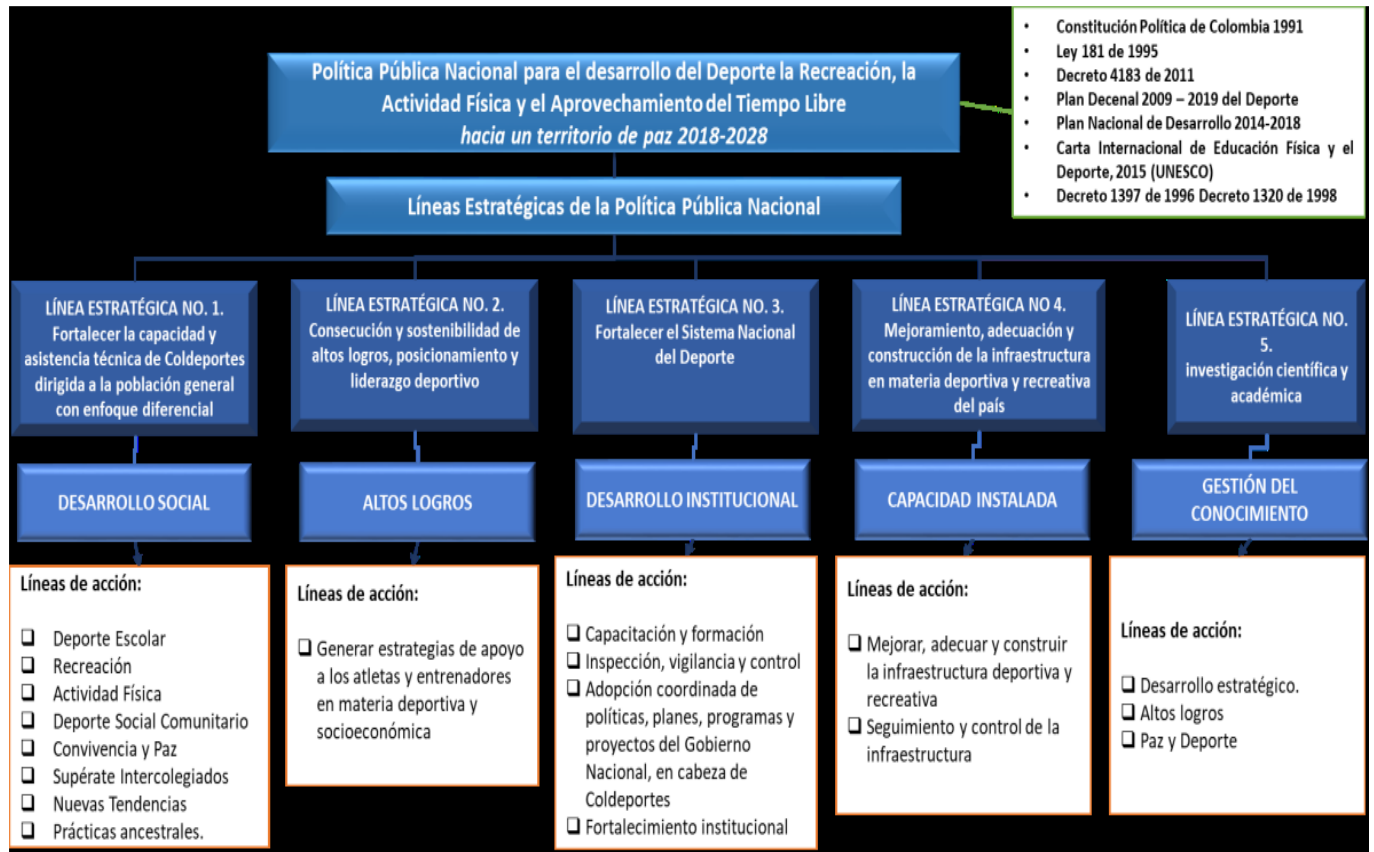 Política Pública Nacional para el desarrollo del Deporte la Recreación, la
Actividad Física y el Aprovechamiento del Tiempo Libre
hacia un territorio de paz 2018-2028
• Constitución Política de Colombia 1991
• Ley 181 de 1995
• Decreto 4183 de 2011
• Plan Decenal 2009 – 2019 del Deporte
• Plan Nacional de Desarrollo 2014-2018
• Carta Internacional de Educación Física y el
Deporte, 2015 (UNESCO)
• Decreto 1397 de 1996 Decreto 1320 de 1998
Líneas Estratégicas de la Política Pública Nacional
LÍNEA ESTRATÉGICA NO. 1.
Fortalecer la capacidad y
asistencia técnica de Coldeportes
dirigida a la población general
con enfoque diferencial
LÍNEA ESTRATÉGICA NO. 2.
Consecución y sostenibilidad de
altos logros, posicionamiento y
liderazgo deportivo
LÍNEA ESTRATÉGICA NO. 3.
Fortalecer el Sistema Nacional
del Deporte
LÍNEA ESTRATÉGICA NO 4.
Mejoramiento, adecuación y
construcción de la infraestructura
en materia deportiva y recreativa
del país
LÍNEA ESTRATÉGICA NO.
5.
investigación científica y
académica
DESARROLLO SOCIAL
ALTOS LOGROS
DESARROLLO INSTITUCIONAL
CAPACIDAD INSTALADA
GESTIÓN DEL
CONOCIMIENTO
Líneas de acción:
❑ Deporte Escolar
❑ Recreación
❑ Actividad Física
❑ Deporte Social Comunitario
❑ Convivencia y Paz
❑ Supérate Intercolegiados
❑ Nuevas Tendencias
❑ Prácticas ancestrales.
Líneas de acción:
❑ Generar estrategias de apoyo
a los atletas y entrenadores
en materia deportiva y
socioeconómica
Líneas de acción:
❑ Capacitación y formación
❑ Inspección, vigilancia y control
❑ Adopción coordinada de
políticas, planes, programas y
proyectos del Gobierno
Nacional, en cabeza de
Coldeportes
❑ Fortalecimiento institucional
Líneas de acción:
❑ Mejorar, adecuar y construir
la infraestructura deportiva y
recreativa
❑ Seguimiento y control de la
infraestructura
Líneas de acción:
❑ Desarrollo estratégico.
❑ Altos logros
❑ Paz y Deporte